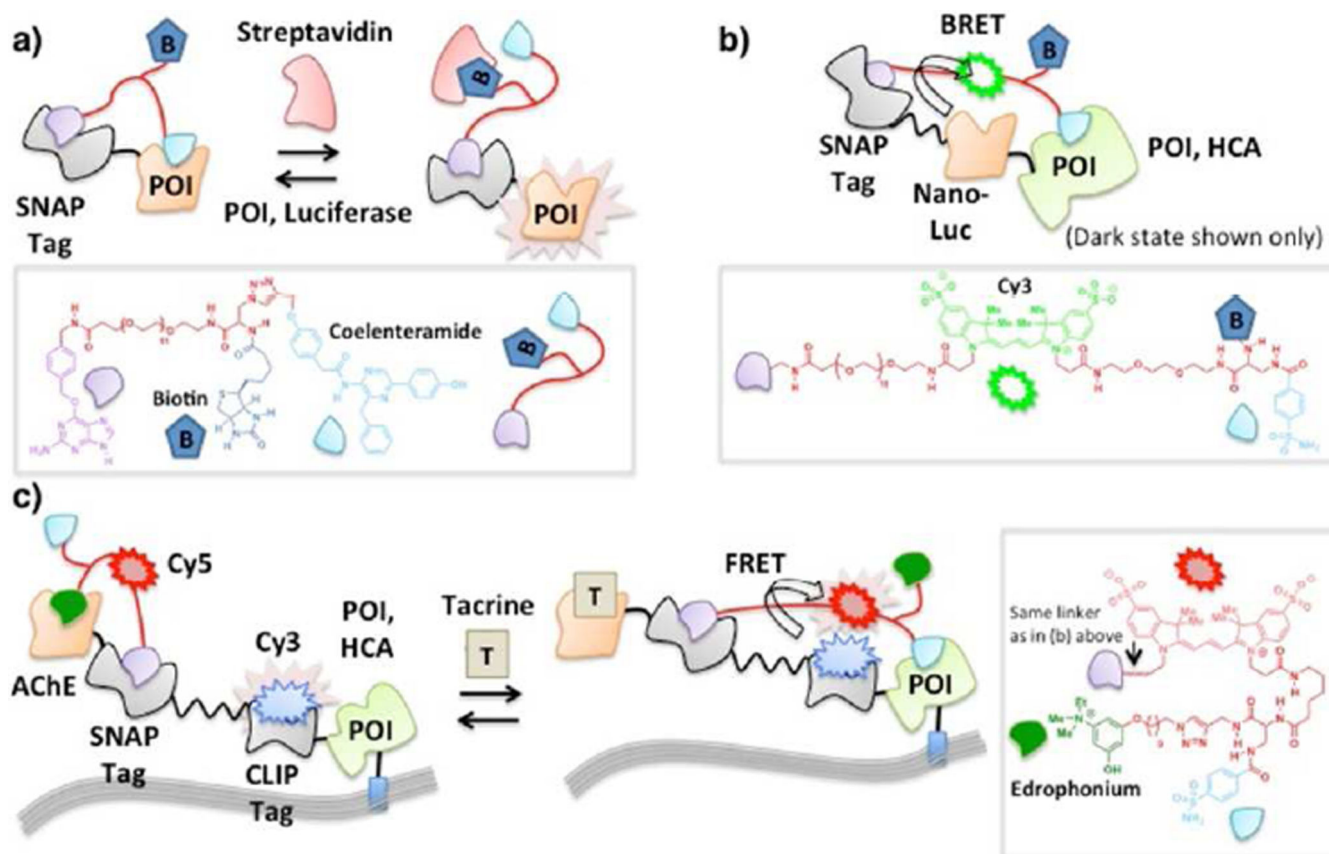 a)
B
Streptavidin
B
POI
SNAP
Tag
POI, Luciferase
POI
Coelenteramide
Biotin
B
B
b)
BRET
B
SNAP
Tag
Nano-
Luc
POI
POI, HCA
(Dark state shown only)
Cy3
B
c)
Cy5
AChE
SNAP
Tag
Cy3
CLIP
Tag
POI,
HCA
POI
Tacrine
T
T
FRET
POI
Same linker
as in (b) above
Edrophonium